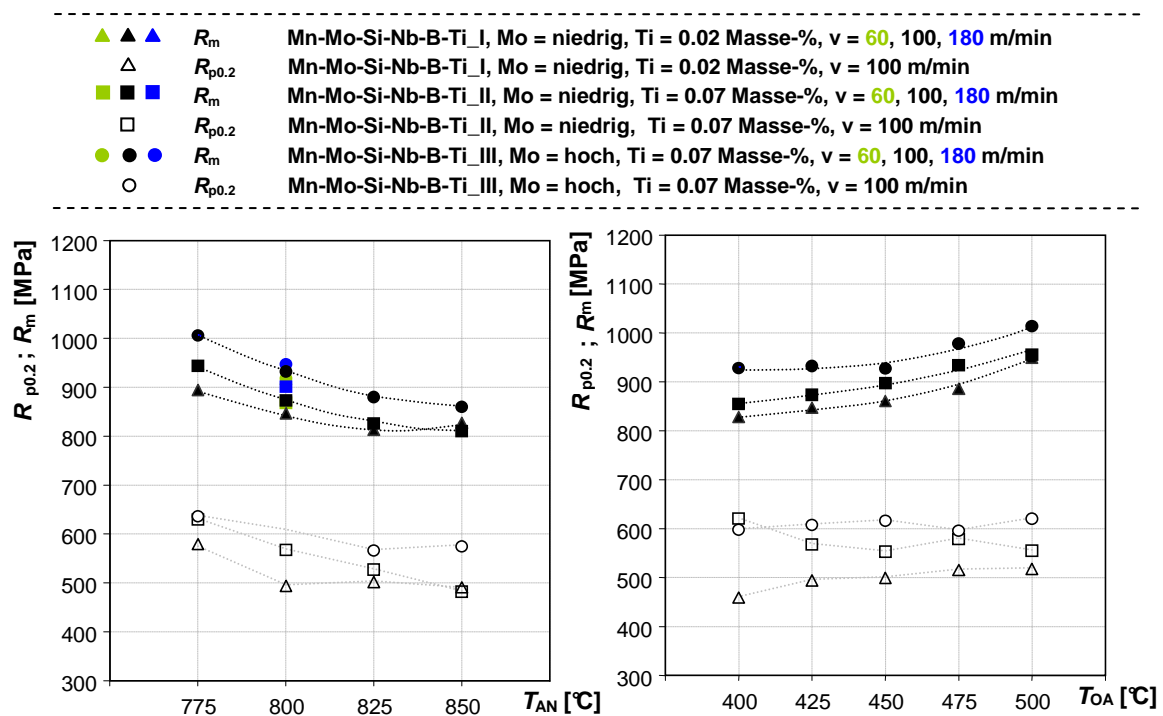 Rm Mn-Mo-Si-Nb-B-Ti_I, Mo = niedrig, Ti = 0.02 Masse-%, v = 60, 100, 180 m/min
Rp0.2 Mn-Mo-Si-Nb-B-Ti_I, Mo = niedrig, Ti = 0.02 Masse-%, v = 100 m/min
Rm Mn-Mo-Si-Nb-B-Ti_II, Mo = niedrig, Ti = 0.07 Masse-%, v = 60, 100, 180 m/min
Rp0.2 Mn-Mo-Si-Nb-B-Ti_II, Mo = niedrig, Ti = 0.07 Masse-%, v = 100 m/min
Rm Mn-Mo-Si-Nb-B-Ti_III, Mo = hoch, Ti = 0.07 Masse-%, v = 60, 100, 180 m/min
Rp0.2 Mn-Mo-Si-Nb-B-Ti_III, Mo = hoch, Ti = 0.07 Masse-%, v = 100 m/min
Rp0.2 ; Rm [MPa]
1200
1100
1000
900
800
700
600
500
400
300
775 800 825 850 TAN [°C]
Rp0.2 ; Rm [MPa]
1200
1100
1000
900
800
700
600
500
400
300
400 425 450 475 500 TOA [°C]